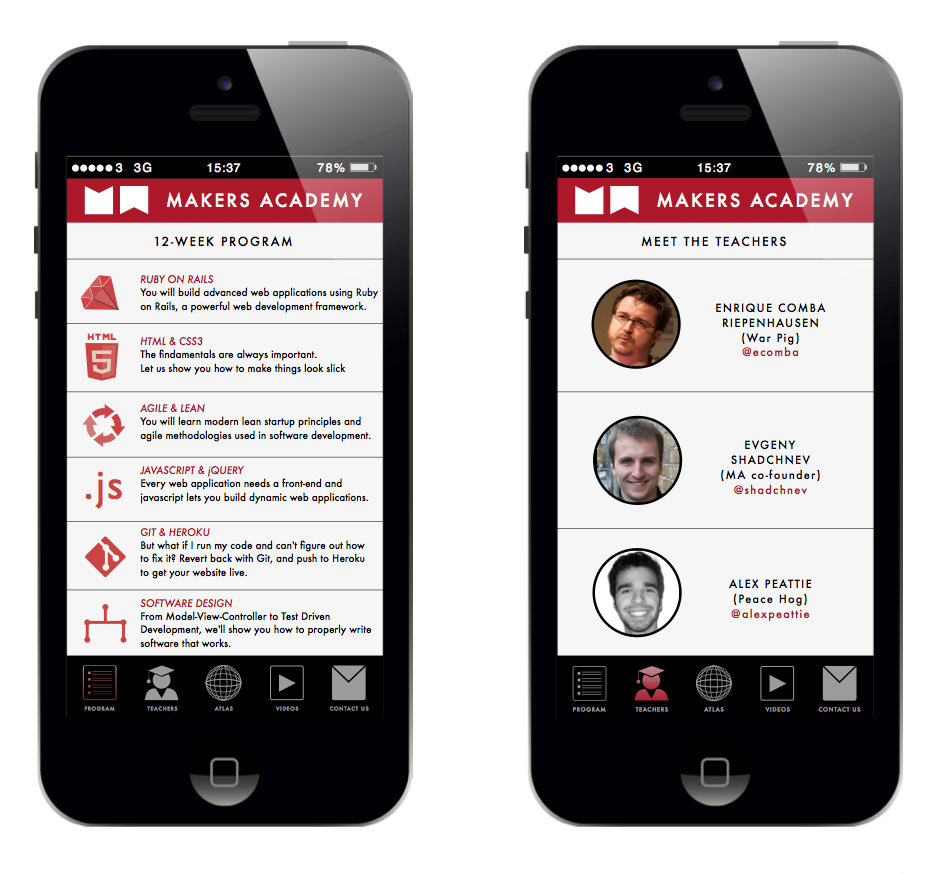 ●●●●●3 3G 15:37 78%
MAKERS ACADEMY
12-WEEK PROGRAM
RUBY ON RAILS
You will build advanced web applications using Ruby
on Rails, a powerful web development framework.
HTML
5
HTML & CSS3
The findamentals are always important.
Let us show you how to make things look slick
AGILE & LEAN
You will learn modern lean startup principles and
agile methodologies used in software development.
.js
JAVASCRIPT & jQUERY
Every web application needs a front-end and
javascript lets you build dynamic web applications.
GIT & HEROKU
But what if I run my code and can't figure out how
to fix it? Revert back with Git, and push to Heroku
to get your website live.
SOFTWARE DESIGN
From Model-View-Controller to Test Driven
Development, we'll show you how to properly write
software that works.
PROGRAM TEACHERS ATLAS VIDEOS CONTACT US
●●●●●3 3G 15:37 78%
MAKERS ACADEMY
MEET THE TEACHERS
ENRIQUE COMBA
RIEPENHAUSEN
(War Pig)
@ecomba
EVGENY
SHADCHNEV
(MA co-founder)
@shadchnev
ALEX PEATTIE
(Peace Hog)
@alexpeattie
PROGRAM TEACHERS ATLAS VIDEOS CONTACT US